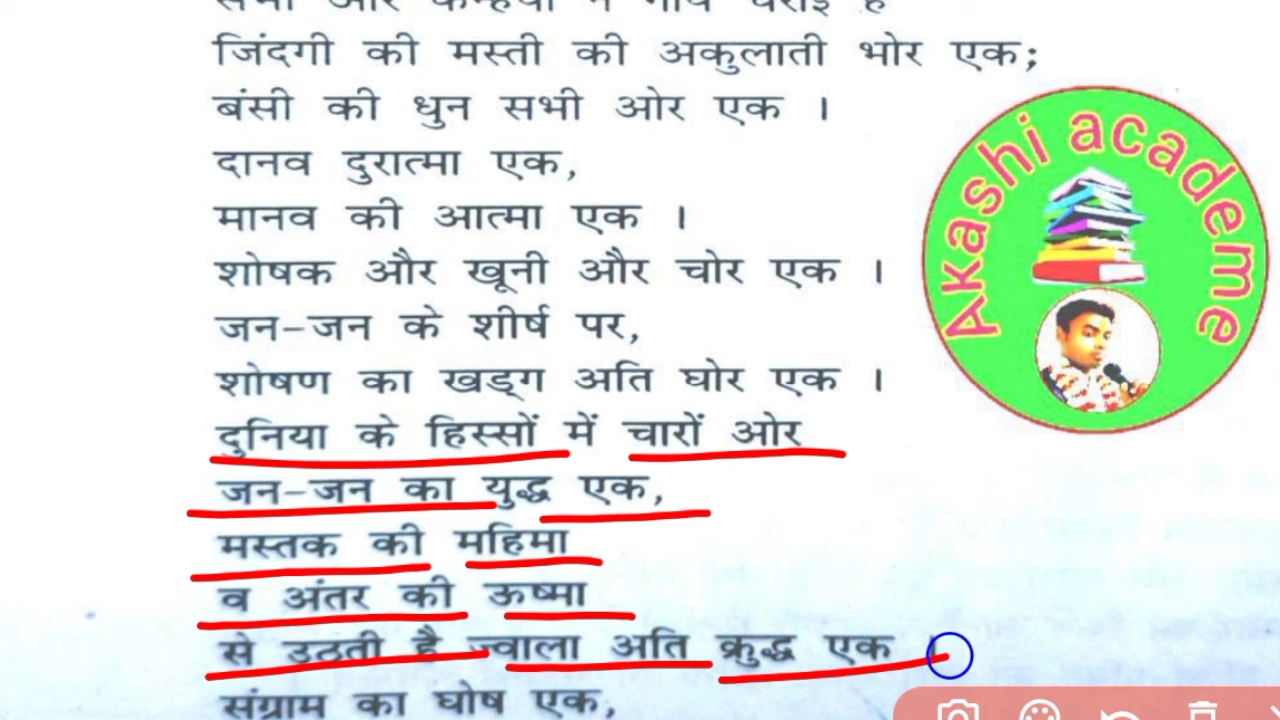 जिंदगी की मस्ती की अकुलाती भोर एक;
बंसी की धुन सभी ओर एक ।
दानव दुरात्मा एक,
मानव की आत्मा एक ।
शोषक और खूनी और चोर एक ।
जन-जन के शीर्ष पर,
शोषण का खड्ग अति घोर एक ।
दुनिया के हिस्सों में चारों ओर
जन-जन का युद्ध एक,
मस्तक की महिमा
व अंतर की ऊष्मा
से उठती है ज्वाला अति क्रुद्ध एक ।
संग्राम का घोष एक,
Akashi academe